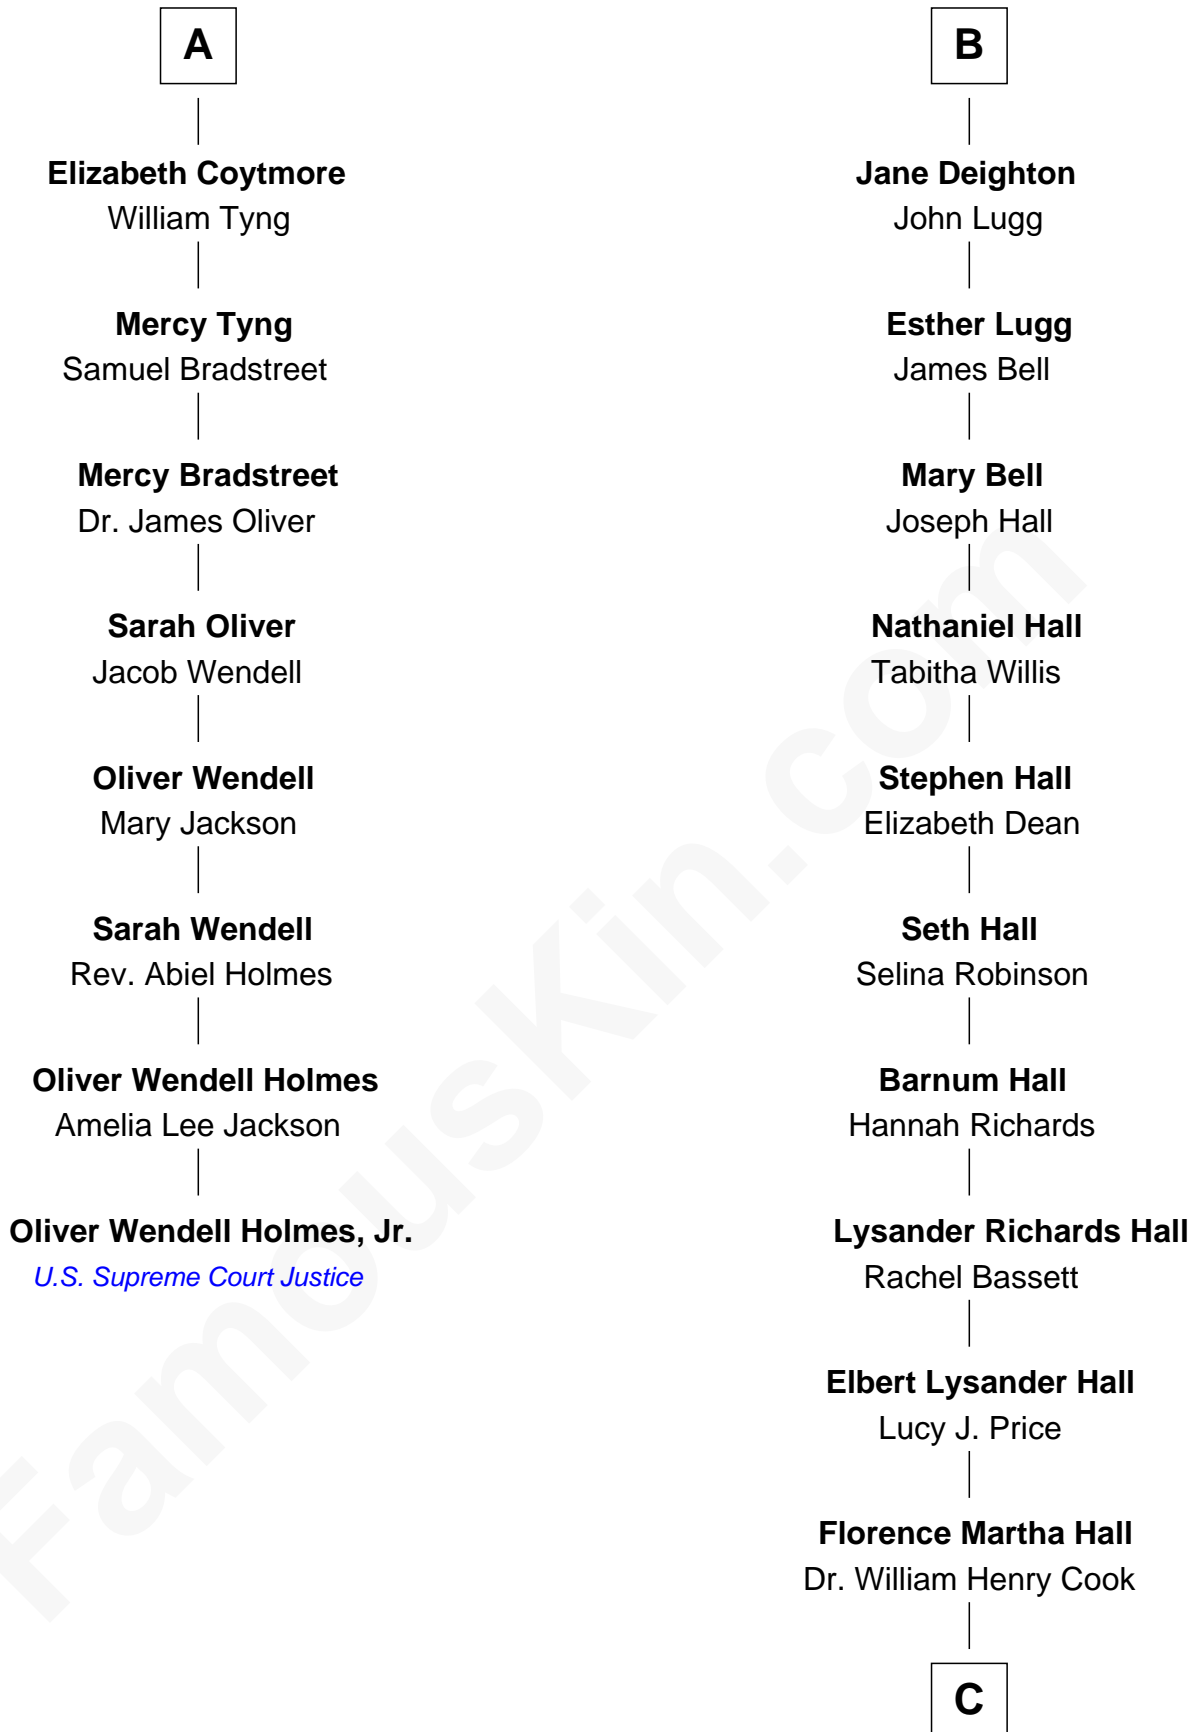 A
Elizabeth Coytmore
William Tyng
Mercy Tyng
Samuel Bradstreet
Mercy Bradstreet
Dr. James Oliver
Sarah Oliver
Jacob Wendell
Oliver Wendell
Mary Jackson
Sarah Wendell
Rev. Abiel Holmes
Oliver Wendell Holmes
Amelia Lee Jackson
Oliver Wendell Holmes, Jr.
U.S. Supreme Court Justice
B
Jane Deighton
John Lugg
Esther Lugg
James Bell
Mary Bell
Joseph Hall
Nathaniel Hall
Tabitha Willis
Stephen Hall
Elizabeth Dean
Seth Hall
Selina Robinson
Barnum Hall
Hannah Richards
Lysander Richards Hall
Rachel Bassett
Elbert Lysander Hall
Lucy J. Price
Florence Martha Hall
Dr. William Henry Cook
C
FamousKin.com